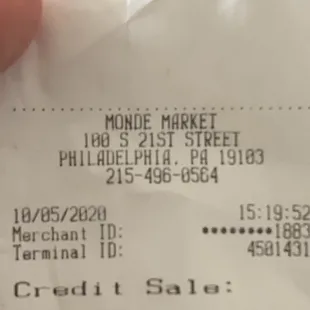 MONDE MARKET
100 S 21ST STREET
PHILADELPHIA. PA 19103
215-496-0564
10/05/2020 15:19:52
Merchant ID: ••••••••1883
Terminal ID: 4501431
Credit Sale: